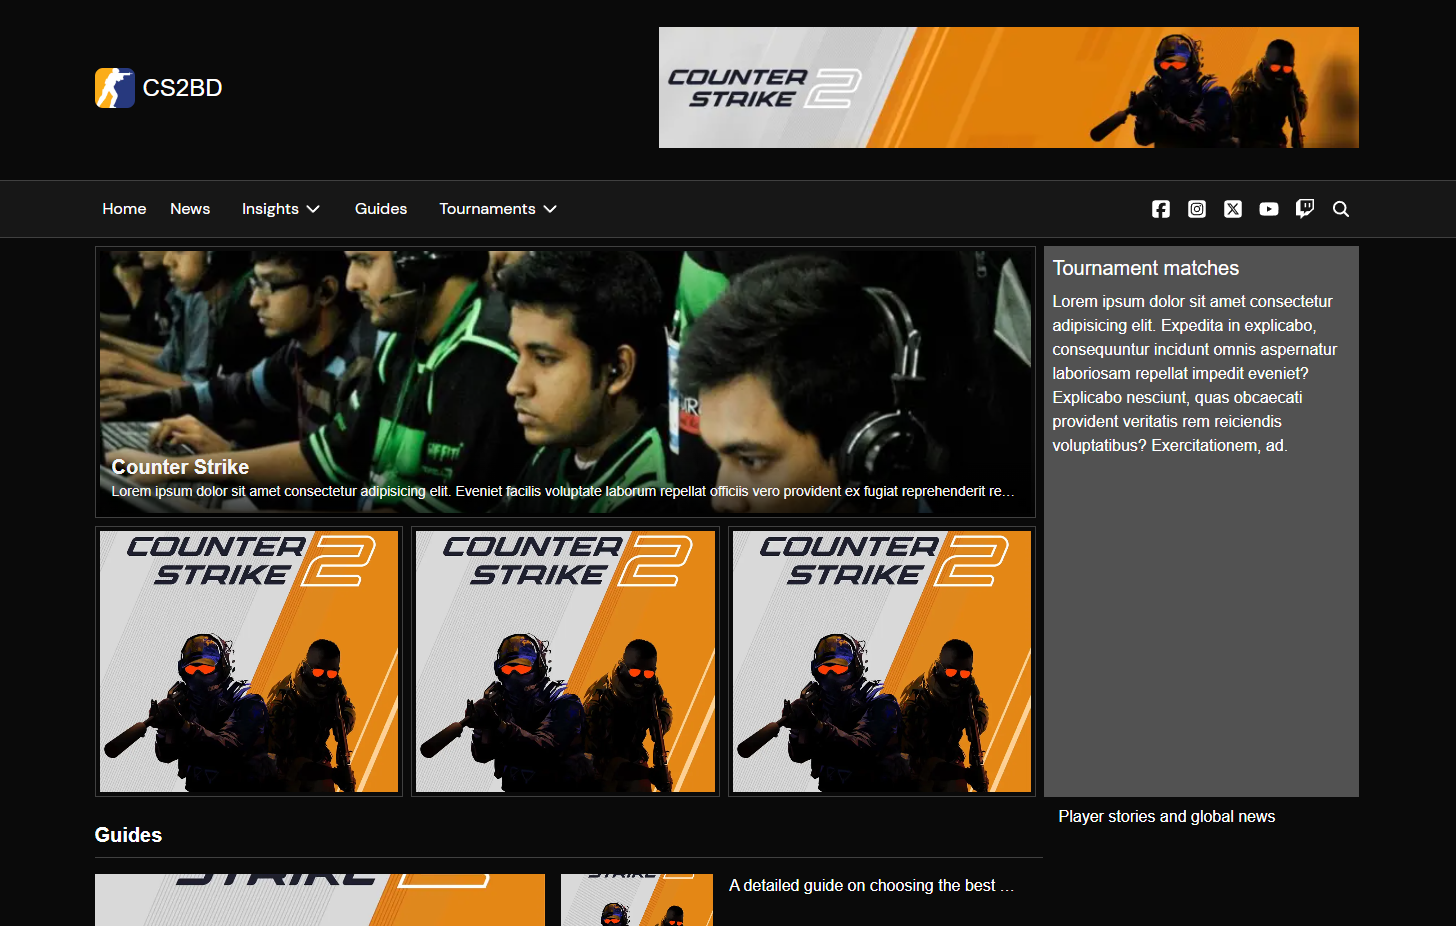 CS2BD
COUNTER
STRIKE 2
Home News Insights Guides Tournaments
Counter Strike
Lorem ipsum dolor sit amet consectetur adipisicing elit. Eveniet facilis voluptate laborum repellat officiis vero provident ex fugiat reprehenderit re...
Tournament matches
Lorem ipsum dolor sit amet consectetur
adipisicing elit. Expedita in explicabo,
consequuntur incidunt omnis aspernatur
laboriosam repellat impedit eveniet?
Explicabo nesciunt, quas obcaecati
provident veritatis rem reiciendis
voluptatibus? Exercitationem, ad.
COUNTER
STRIKE 2
COUNTER
STRIKE 2
COUNTER
STRIKE 2
Player stories and global news
Guides
STRIKE
STRIKE
A detailed guide on choosing the best ...